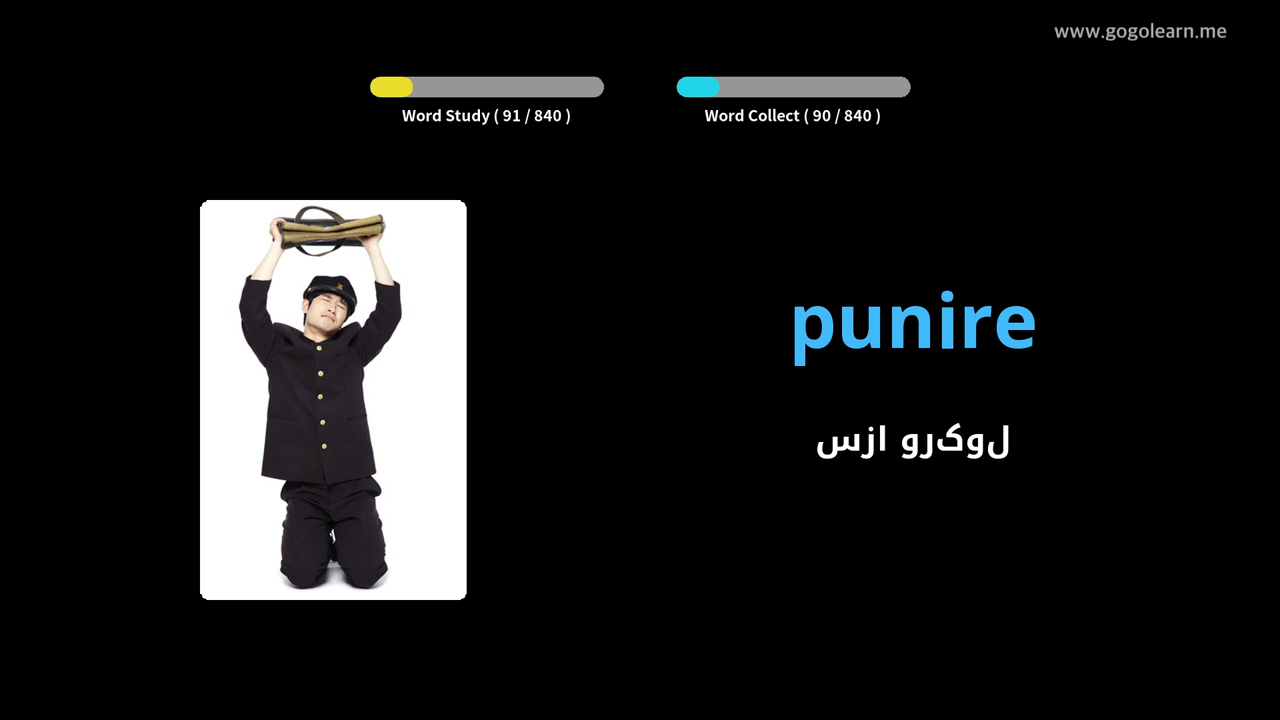 www.gogolearn.me
Word Study ( 91 / 840 )
Word Collect ( 90 / 840 )
punire
لوکرو ازس